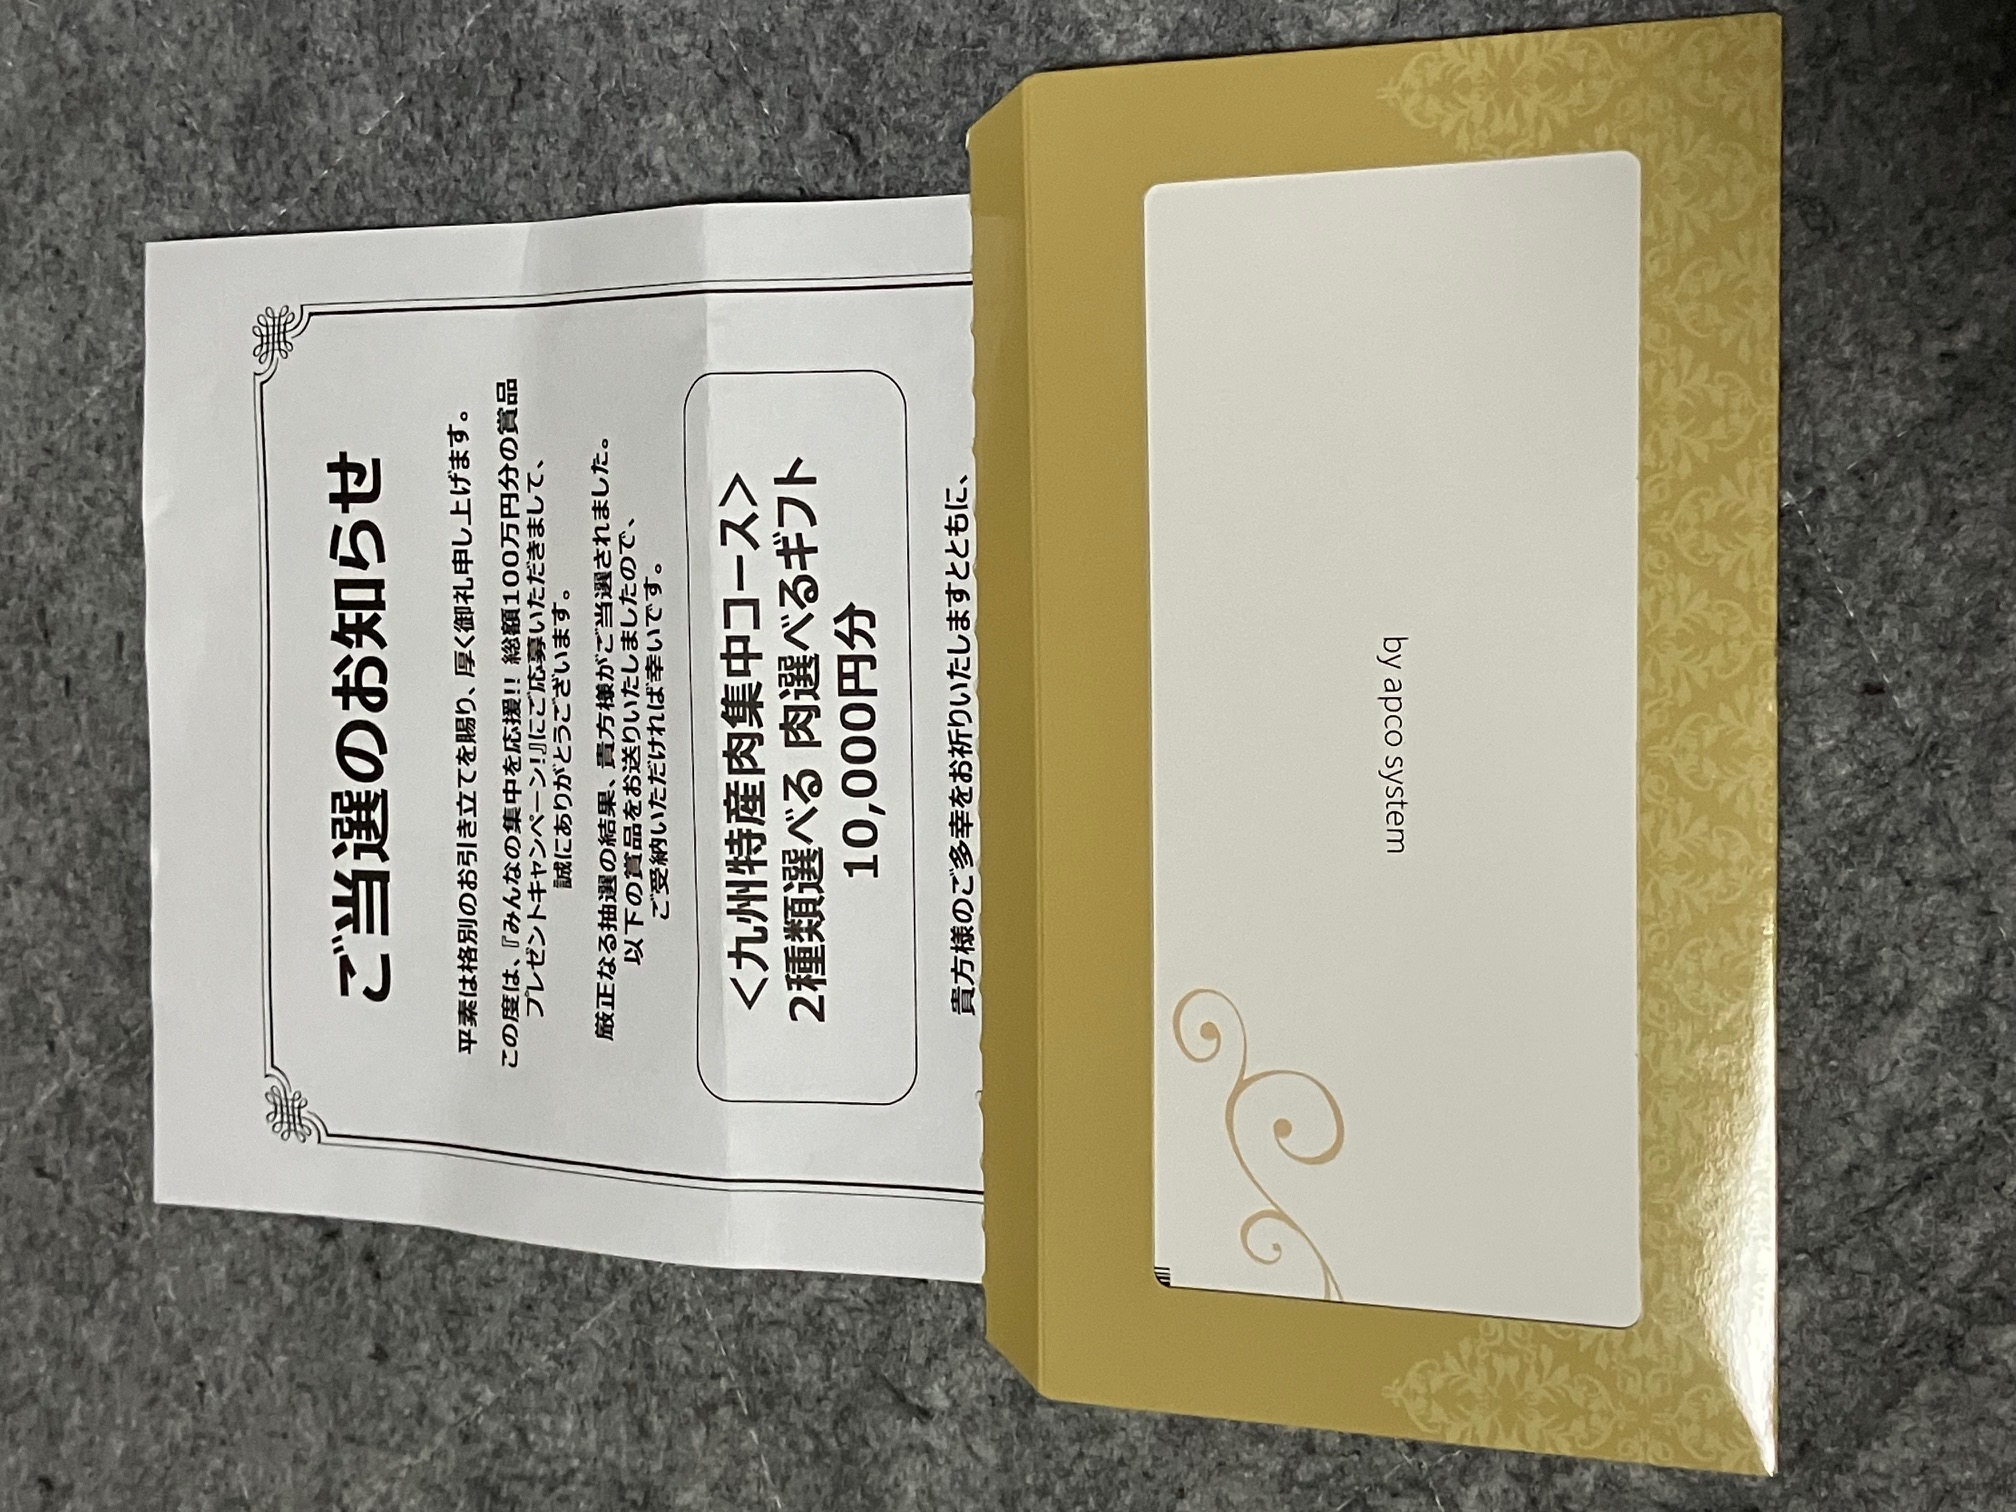 ご当選のお知らせ
平素は格別のお引き立てを賜り、厚く御礼申し上げます。
この度は、『みんなの集中を応援!! 総額100万円分の賞品
プレゼントキャンペーン!!』にご応募いただきまして、
誠にありがとうございます。
厳正なる抽選の結果、貴方様がご当選されました。
以下の賞品をお送りいたしましたので、
ご受納いただければ幸いです。
<九州特産肉集中コース>
2種類選べる 肉選べるギフト
10,000円分
貴方様のご多幸をお祈りいたしますとともに、
by apco system